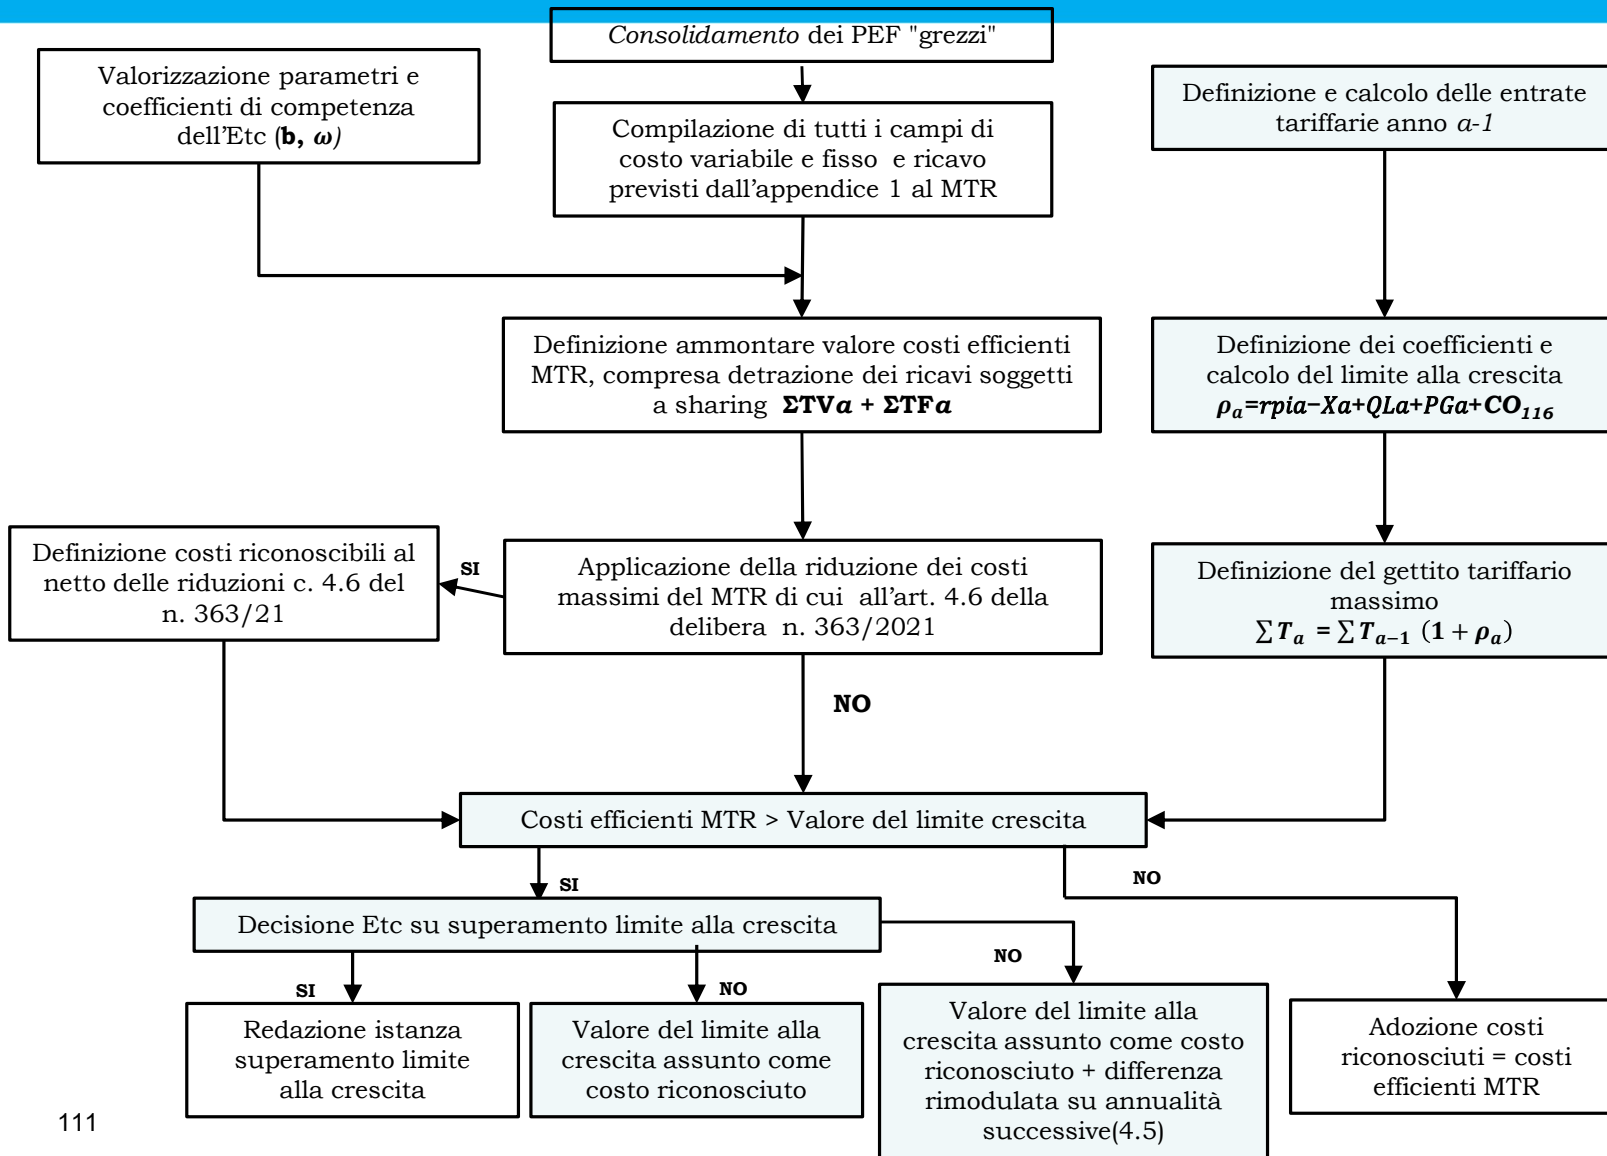 Consolidamento dei PEF "grezzi"
Valorizzazione parametri e
coefficienti di competenza
dell'Etc (b, ω)
Compilazione di tutti i campi di
costo variabile e fisso e ricavo
previsti dall'appendice 1 al MTR
Definizione e calcolo delle entrate
tariffarie anno a-1
Definizione ammontare valore costi efficienti
MTR, compresa detrazione dei ricavi soggetti
a sharing ΣTVa + ΣTFa
Definizione dei coefficienti e
calcolo del limite alla crescita
ρₐ=rpia−Xa+QLa+PGa+CO₁₁₆
Definizione costi riconoscibili al
netto delle riduzioni c. 4.6 del
n. 363/21
SI
Applicazione della riduzione dei costi
massimi del MTR di cui all'art. 4.6 della
delibera n. 363/2021
Definizione del gettito tariffario
massimo
∑Tₐ = ∑Tₐ₋₁ (1 + ρₐ)
NO
Costi efficienti MTR > Valore del limite crescita
SI
NO
Decisione Etc su superamento limite alla crescita
SI
NO
NO
Redazione istanza
superamento limite
alla crescita
Valore del limite alla
crescita assunto come
costo riconosciuto
Valore del limite alla
crescita assunto come costo
riconosciuto + differenza
rimodulata su annualità
successive(4.5)
Adozione costi
riconosciuti = costi
efficienti MTR
111